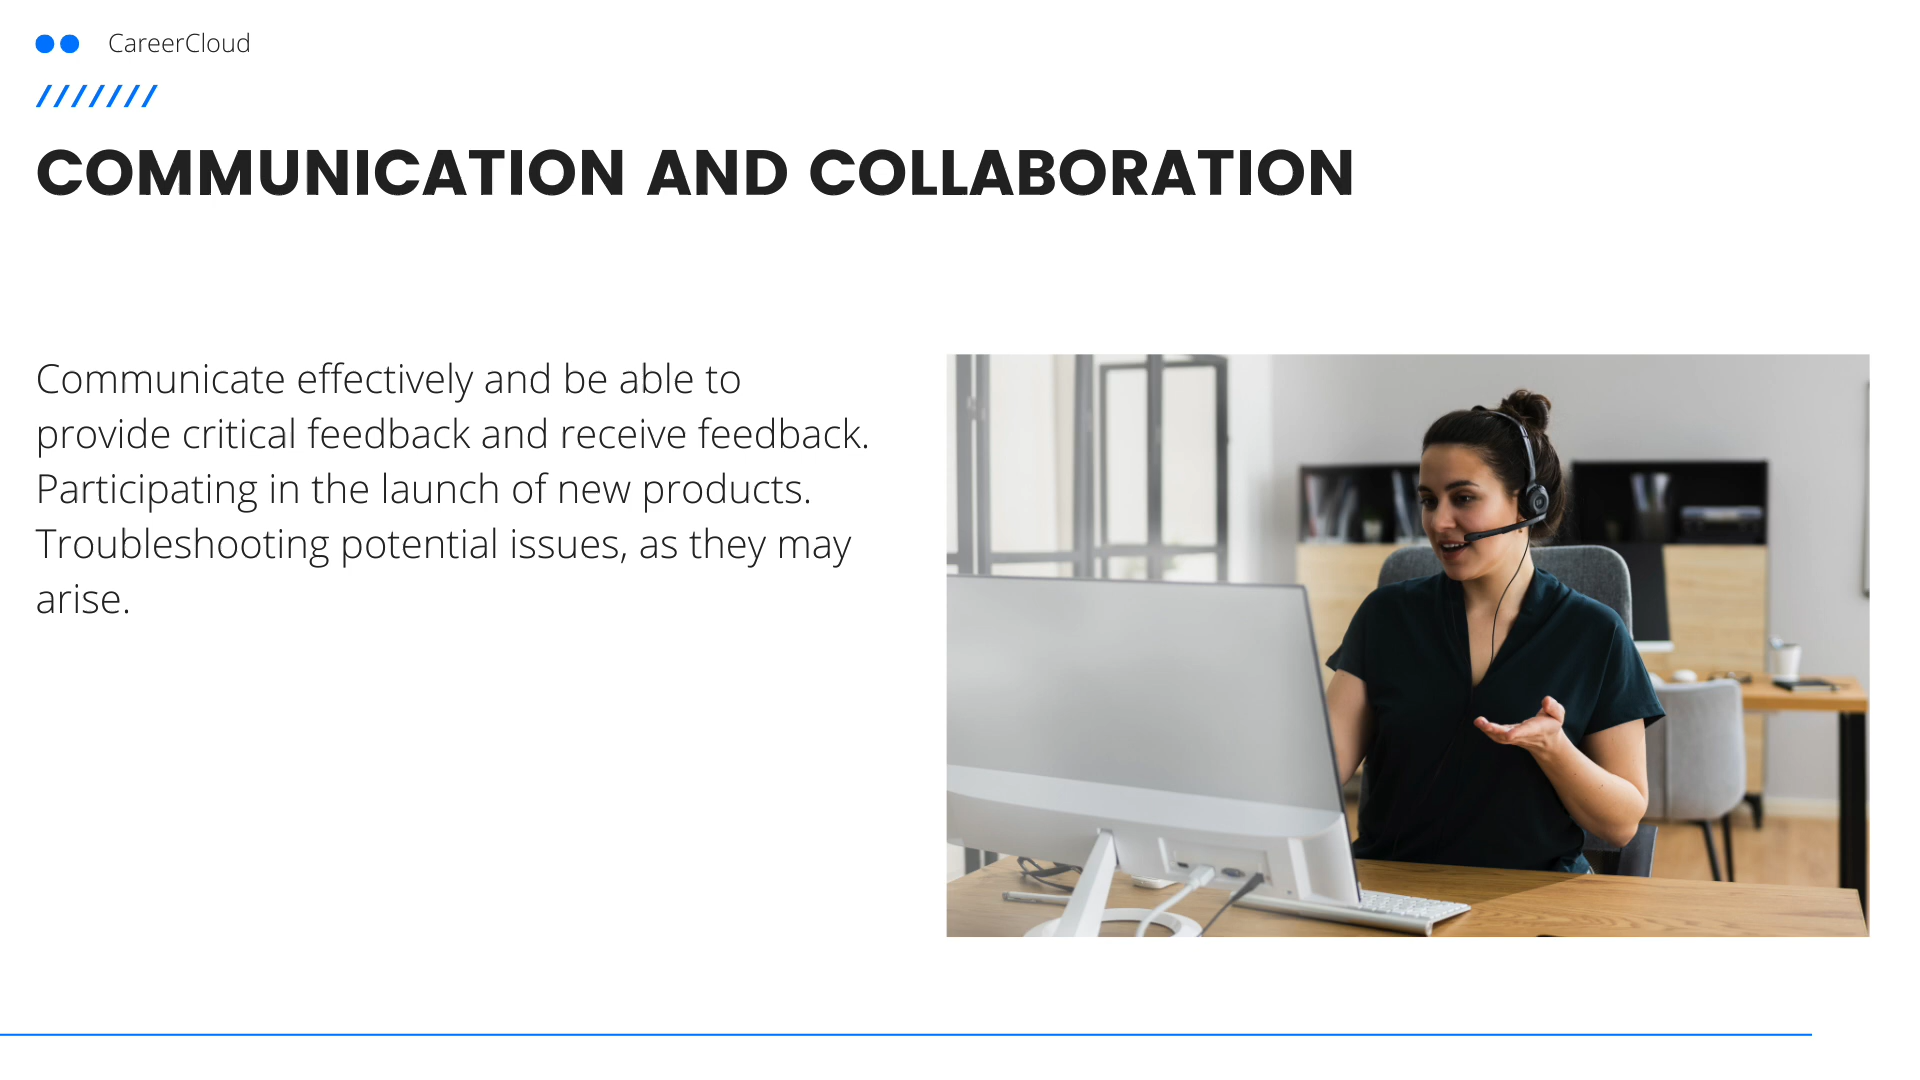 CareerCloud
COMMUNICATION AND COLLABORATION
Communicate effectively and be able to
provide critical feedback and receive feedback.
Participating in the launch of new products.
Troubleshooting potential issues, as they may
arise.